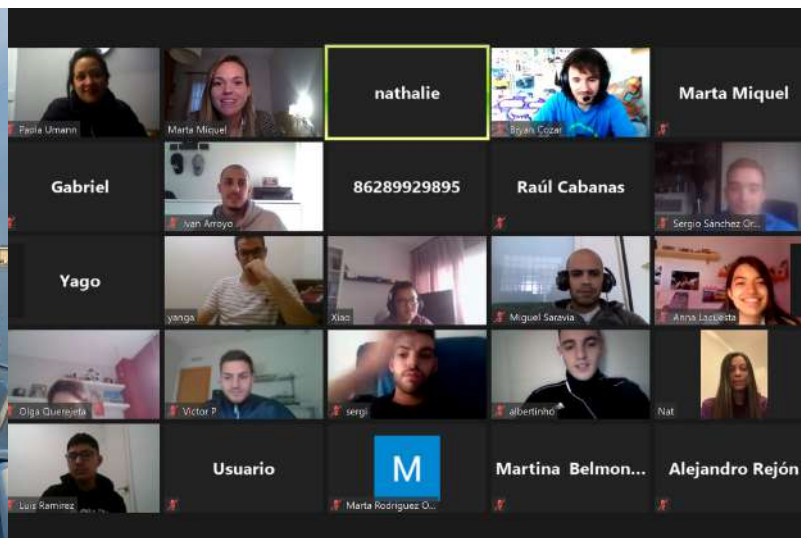 Paola Umann
Marta Miquel
nathalie
Bryan Cozar
Marta Miquel
Gabriel
Ivan Arroyo
86289929895
Raúl Cabanas
Sergio Sánchez Or...
Yago
yanga
Xiao
Miguel Saravia
Anna Lacuesta
Olga Querejeta
Victor P
sergi
albertinho
Nat
Luis Ramirez
Usuario
M
Marta Rodriguez O...
Martina Belmon...
Alejandro Rejón